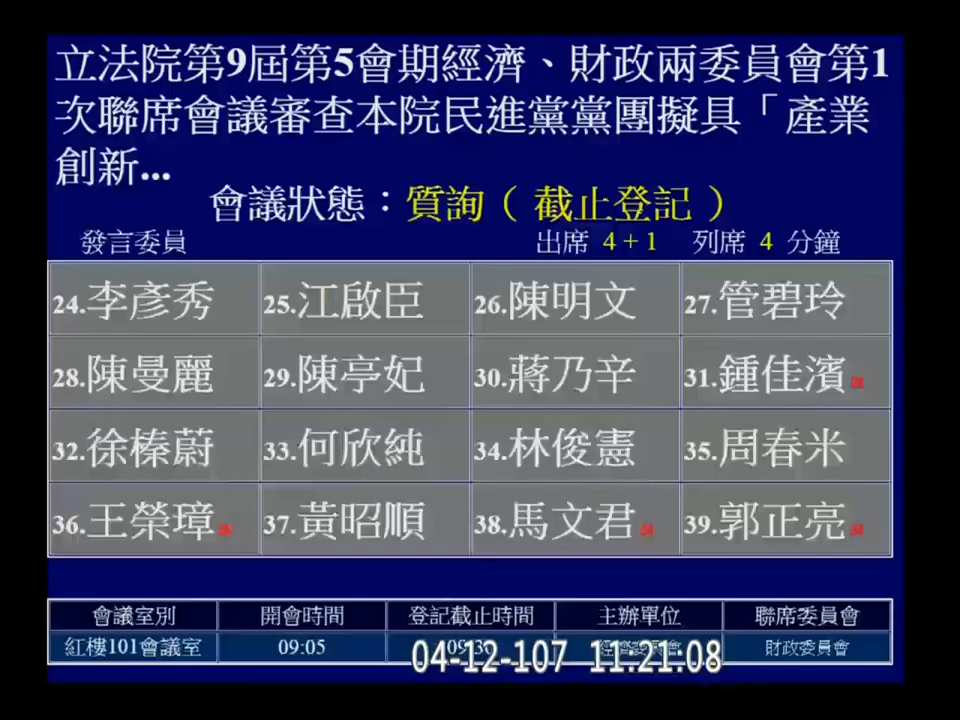 立法院第9屆第5會期經濟、財政兩委員會第1
次聯席會議審查本院民進黨黨團擬具「產業
創新...
會議狀態：質詢（截止登記）
發言委員 出席 4+1 列席 4 分鐘
24.李彥秀 25.江啟臣 26.陳明文 27.管碧玲
28.陳曼麗 29.陳亭妃 30.蔣乃辛 31.鍾佳濱
32.徐榛蔚 33.何欣純 34.林俊憲 35.周春米
36.王榮璋 37.黃昭順 38.馬文君 39.郭正亮
會議室別 開會時間 登記截止時間 主辦單位 聯席委員會
紅樓101會議室 09:05 經濟委員會 財政委員會
04-12-107 11:21:08